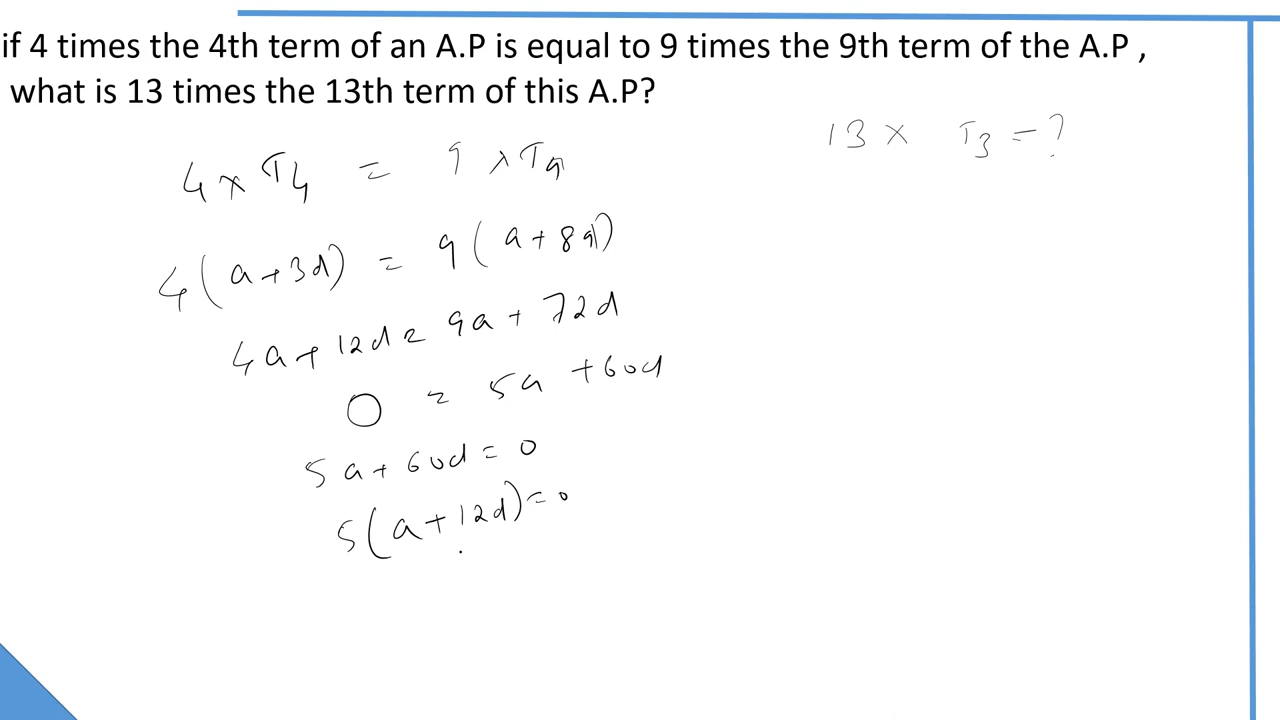 if 4 times the 4th term of an A.P is equal to 9 times the 9th term of the A.P ,
what is 13 times the 13th term of this A.P?
13 × T3 = ?
4 × T4 = 9 × T9
4(a+3d) = 9(a+8d)
4a+12d = 9a+72d
0 = 5a+60d
5a+60d = 0
5(a+12d) = 0